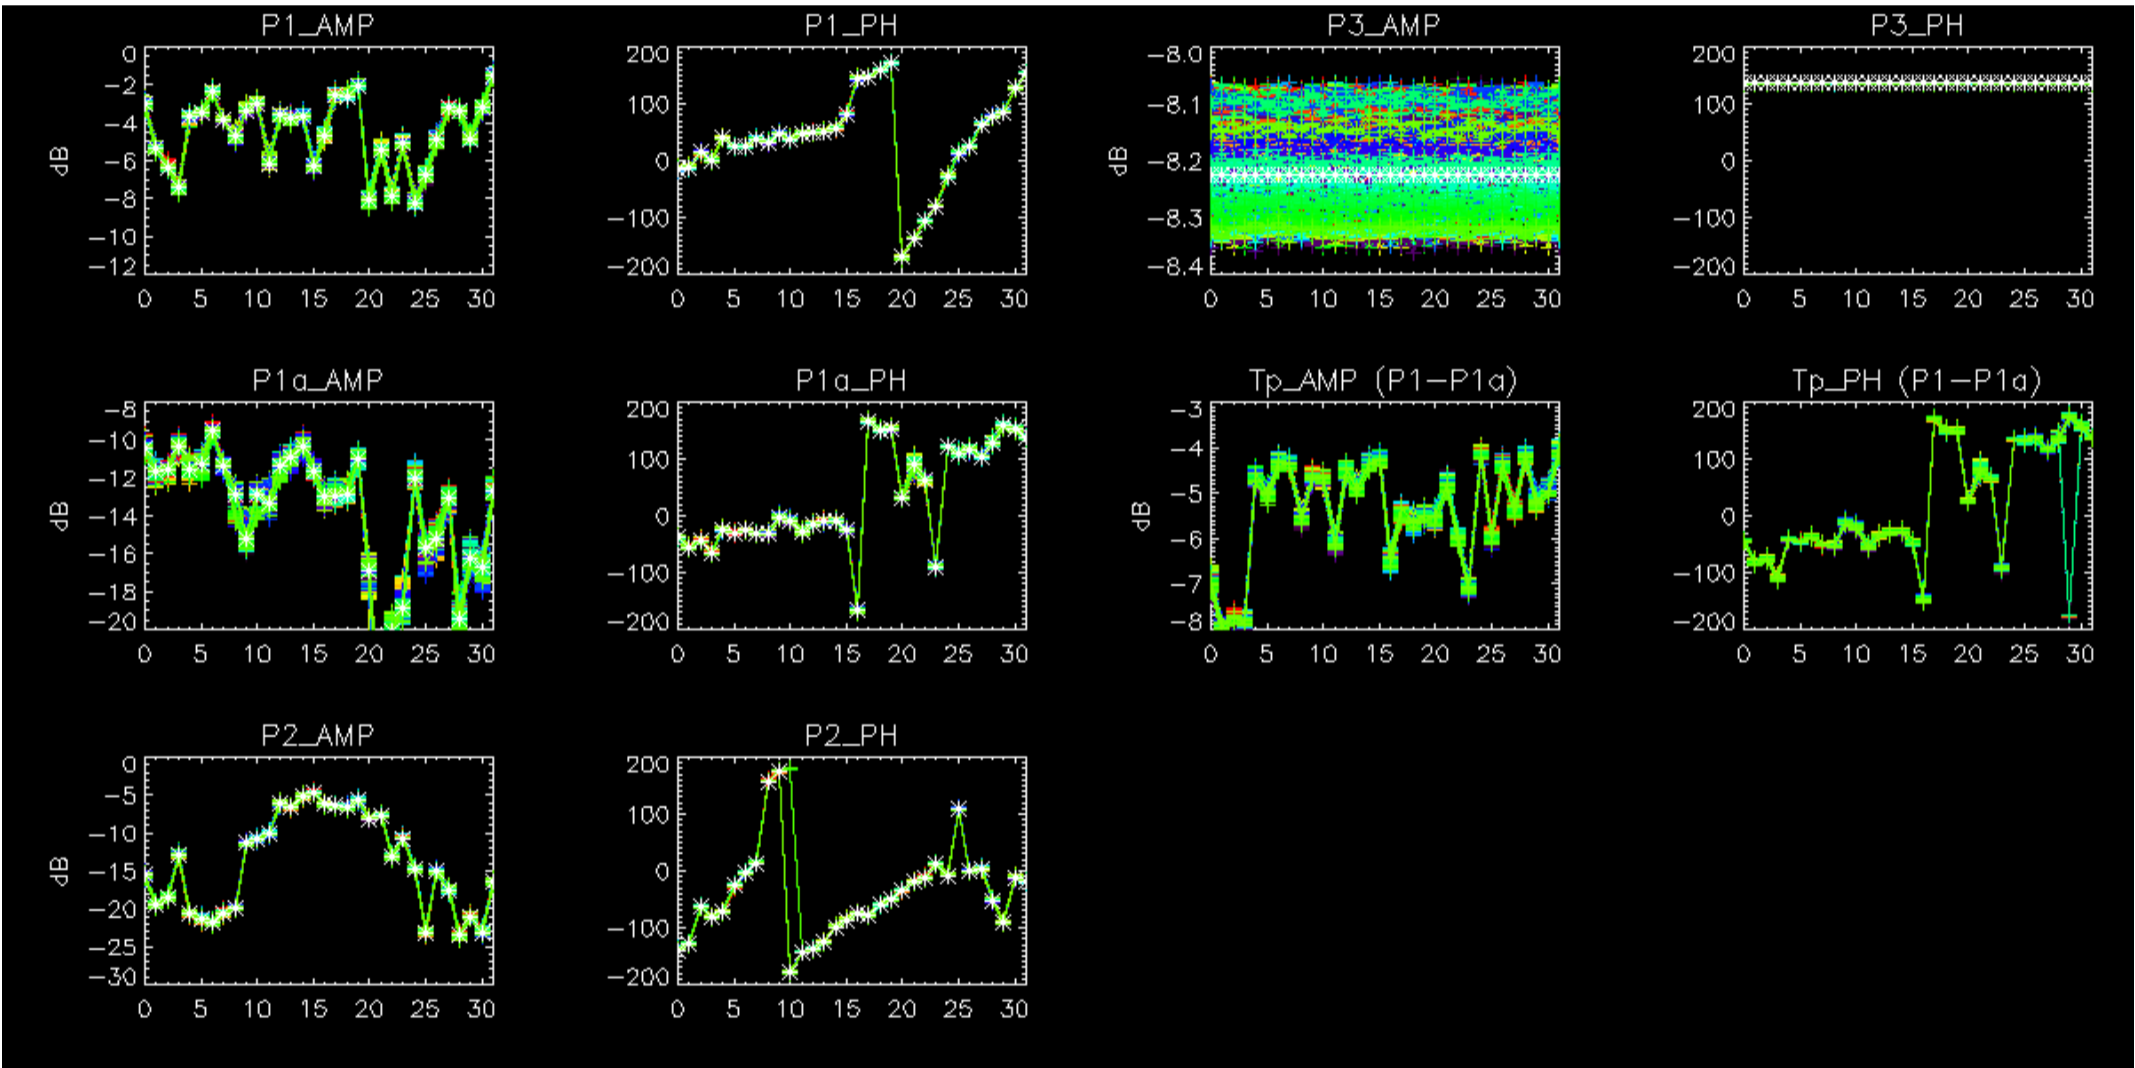 P1_AMP
0
−2
−4
−6
−8
−10
−12
dB
0 5 10 15 20 25 30
P1_PH
200
100
0
−100
−200
0 5 10 15 20 25 30
P3_AMP
−8.0
−8.1
−8.2
−8.3
−8.4
dB
0 5 10 15 20 25 30
P3_PH
200
100
0
−100
−200
0 5 10 15 20 25 30
P1a_AMP
−8
−10
−12
−14
−16
−18
−20
dB
0 5 10 15 20 25 30
P1a_PH
200
100
0
−100
−200
0 5 10 15 20 25 30
Tp_AMP (P1−P1a)
−3
−4
−5
−6
−7
−8
dB
0 5 10 15 20 25 30
Tp_PH (P1−P1a)
200
100
0
−100
−200
0 5 10 15 20 25 30
P2_AMP
0
−5
−10
−15
−20
−25
−30
dB
0 5 10 15 20 25 30
P2_PH
200
100
0
−100
−200
0 5 10 15 20 25 30